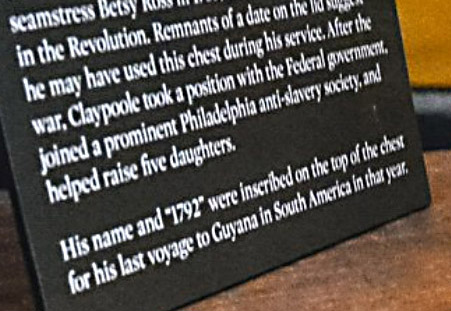 seamstress Betsy Ross in
in the Revolution. Remnants of a date on the lid suggest
he may have used this chest during his service. After the
war, Claypoole took a position with the Federal government,
joined a prominent Philadelphia anti-slavery society, and
helped raise five daughters.
His name and "1792" were inscribed on the top of the chest
for his last voyage to Guyana in South America in that year.